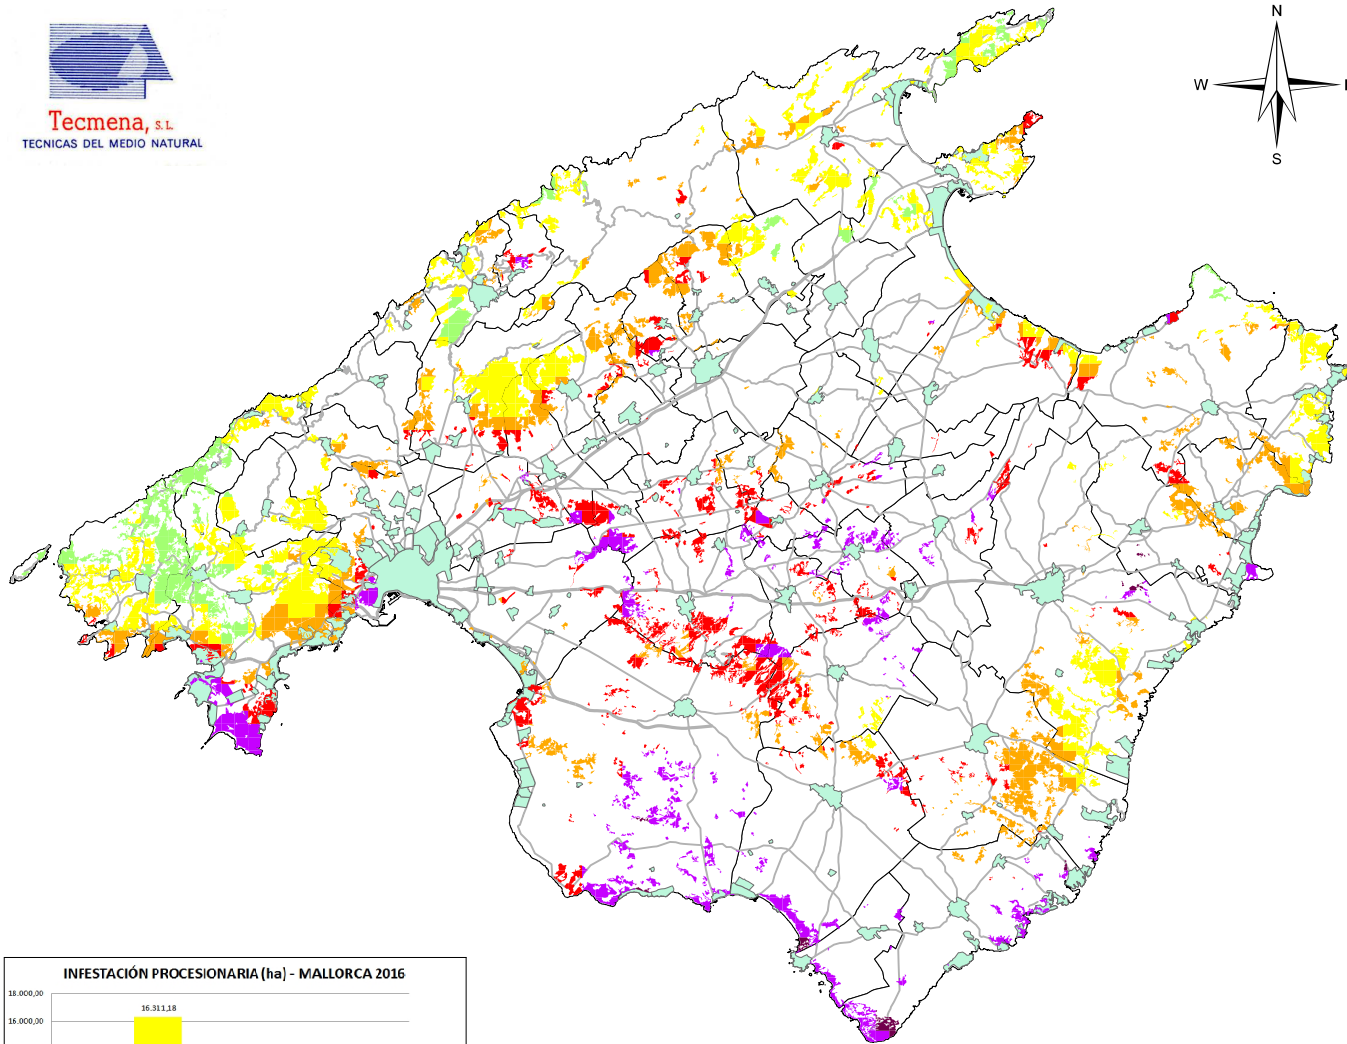 Tecmena, S.L.
TECNICAS DEL MEDIO NATURAL
N
W
S
INFESTACIÓN PROCESIONARIA (ha) - MALLORCA 2016
18.000,00
16.311,18
16.000,00